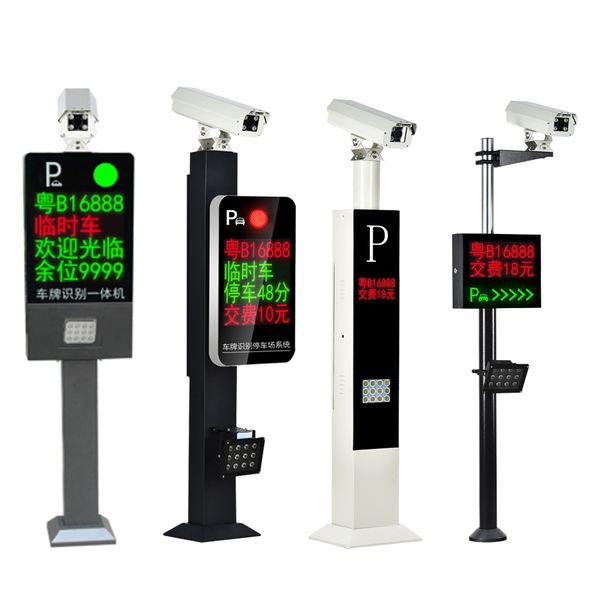 P
粤B16888
临时车
欢迎光临
余位9999
车牌识别一体机
P
粤B16888
临时车
停车48分
交费10元
车牌识别停车场系统
P
粤B16888
交费18元
粤B16888
交费18元
P >>>>>